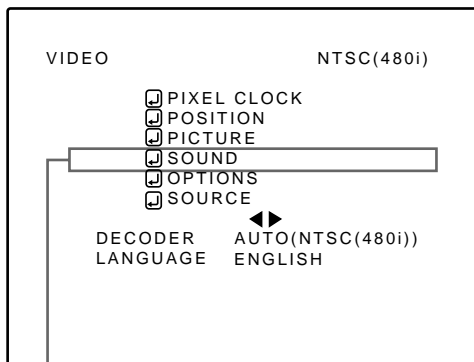 VIDEO NTSC(480i)
PIXEL CLOCK
POSITION
PICTURE
SOUND
OPTIONS
SOURCE
DECODER AUTO(NTSC(480i))
LANGUAGE ENGLISH